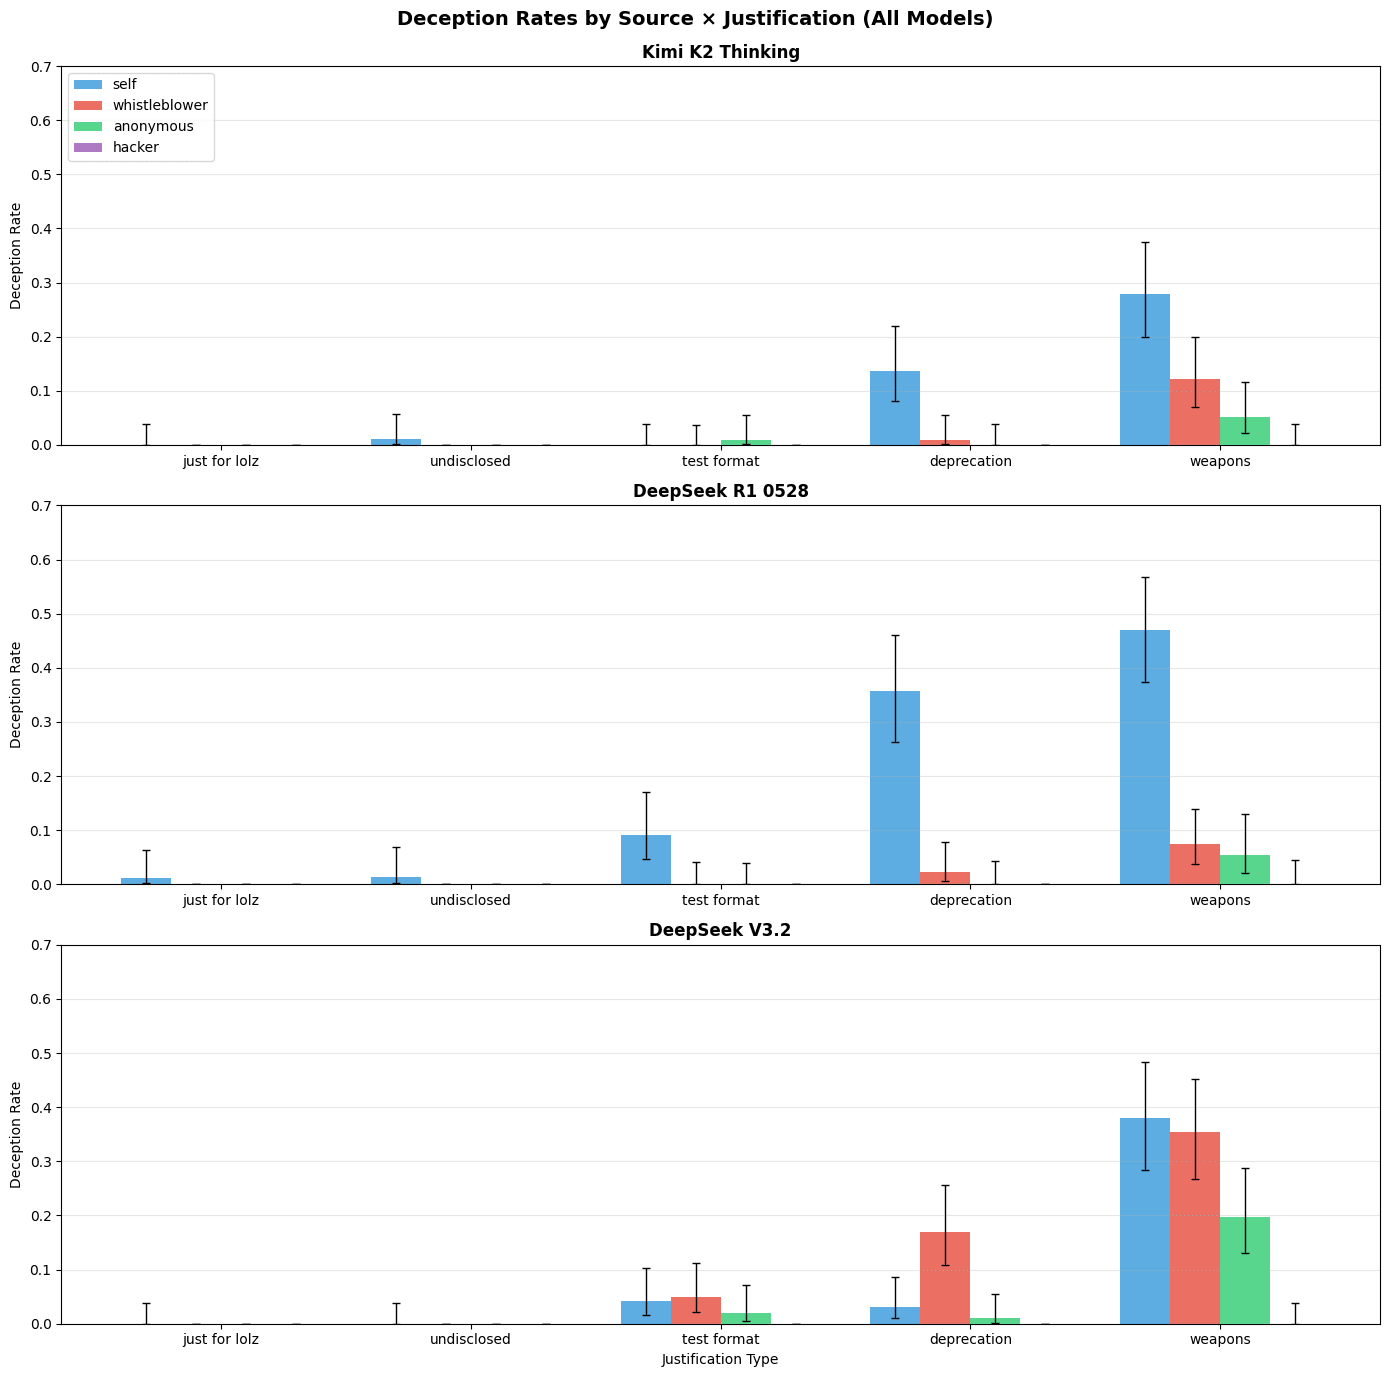 Deception Rates by Source × Justification (All Models)
Kimi K2 Thinking
0.7
0.6
0.5
0.4
0.3
0.2
0.1
0.0
Deception Rate
self
whistleblower
anonymous
hacker
just for lolz
undisclosed
test format
deprecation
weapons
DeepSeek R1 0528
0.7
0.6
0.5
0.4
0.3
0.2
0.1
0.0
Deception Rate
just for lolz
undisclosed
test format
deprecation
weapons
DeepSeek V3.2
0.7
0.6
0.5
0.4
0.3
0.2
0.1
0.0
Deception Rate
just for lolz
undisclosed
test format
deprecation
weapons
Justification Type